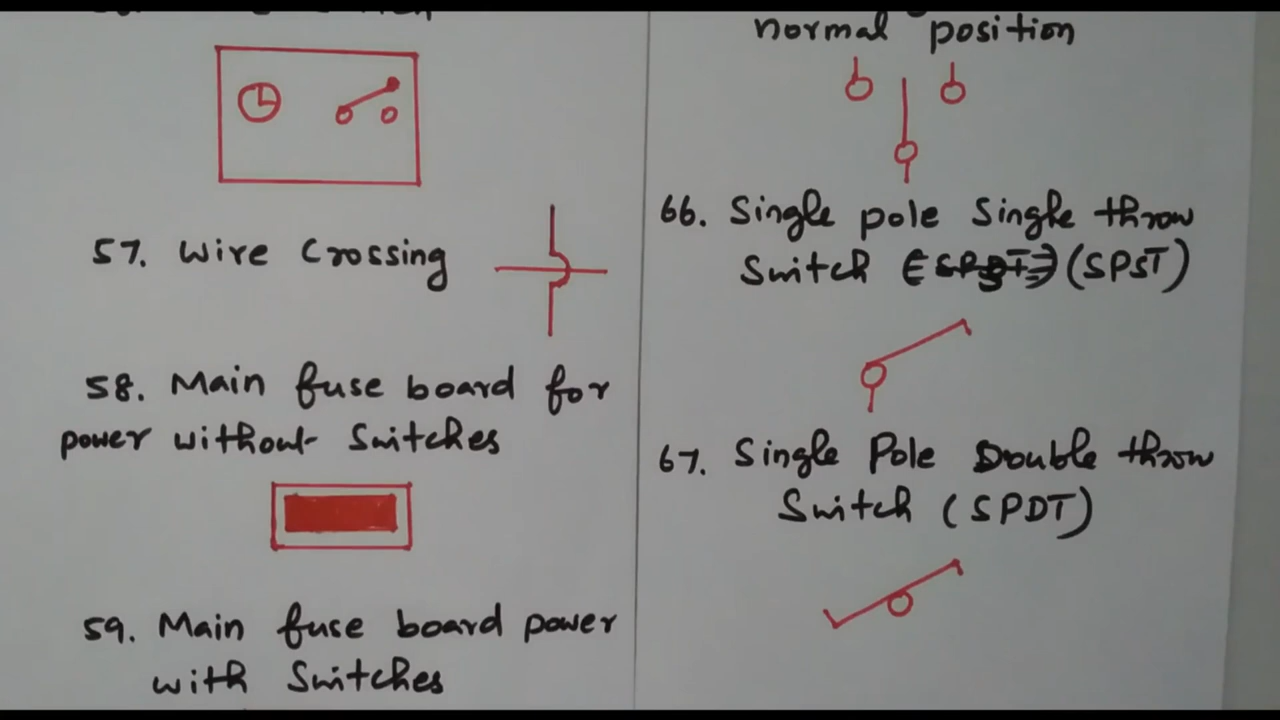 57. Wire Crossing
58. Main fuse board for
power without Switches
59. Main fuse board power
with Switches
normal position
66. Single pole Single throw
Switch (SPST)
67. Single Pole Double throw
Switch (SPDT)